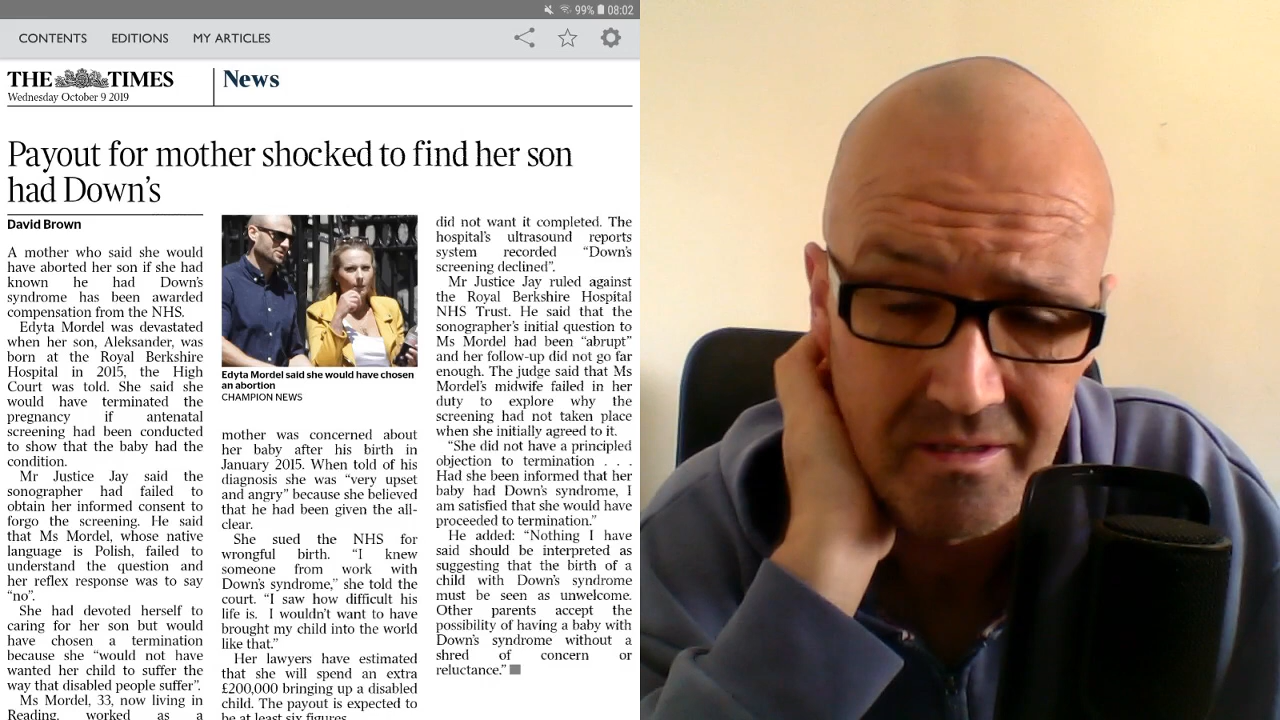 99% 08:02
CONTENTS EDITIONS MY ARTICLES
THE TIMES
Wednesday October 9 2019
News
Payout for mother shocked to find her son
had Down's
David Brown
A mother who said she would
have aborted her son if she had
known he had Down's
syndrome has been awarded
compensation from the NHS.
Edyta Mordel was devastated
when her son, Aleksander, was
born at the Royal Berkshire
Hospital in 2015, the High
Court was told. She said she
would have terminated the
pregnancy if antenatal
screening had been conducted
to show that the baby had the
condition.
Mr Justice Jay said the
sonographer had failed to
obtain her informed consent to
forgo the screening. He said
that Ms Mordel, whose native
language is Polish, failed to
understand the question and
her reflex response was to say
“no”.
She had devoted herself to
caring for her son but would
have chosen a termination
because she “would not have
wanted her child to suffer the
way that disabled people suffer”.
Ms Mordel, 33, now living in
Reading, worked as a
Edyta Mordel said she would have chosen
an abortion
CHAMPION NEWS
mother was concerned about
her baby after his birth in
January 2015. When told of his
diagnosis she was “very upset
and angry” because she believed
that he had been given the all-
clear.
She sued the NHS for
wrongful birth. “I knew
someone from work with
Down's syndrome,” she told the
court. “I saw how difficult his
life is. I wouldn't want to have
brought my child into the world
like that.”
Her lawyers have estimated
that she will spend an extra
£200,000 bringing up a disabled
child. The payout is expected to
be at least six figures.
did not want it completed. The
hospital's ultrasound reports
system recorded “Down's
screening declined”.
Mr Justice Jay ruled against
the Royal Berkshire Hospital
NHS Trust. He said that the
sonographer's initial question to
Ms Mordel had been “abrupt”
and her follow-up did not go far
enough. The judge said that Ms
Mordel's midwife failed in her
duty to explore why the
screening had not taken place
when she initially agreed to it.
“She did not have a principled
objection to termination . . .
Had she been informed that her
baby had Down's syndrome, I
am satisfied that she would have
proceeded to termination.”
He added: “Nothing I have
said should be interpreted as
suggesting that the birth of a
child with Down's syndrome
must be seen as unwelcome.
Other parents accept the
possibility of having a baby with
Down's syndrome without a
shred of concern or
reluctance.”